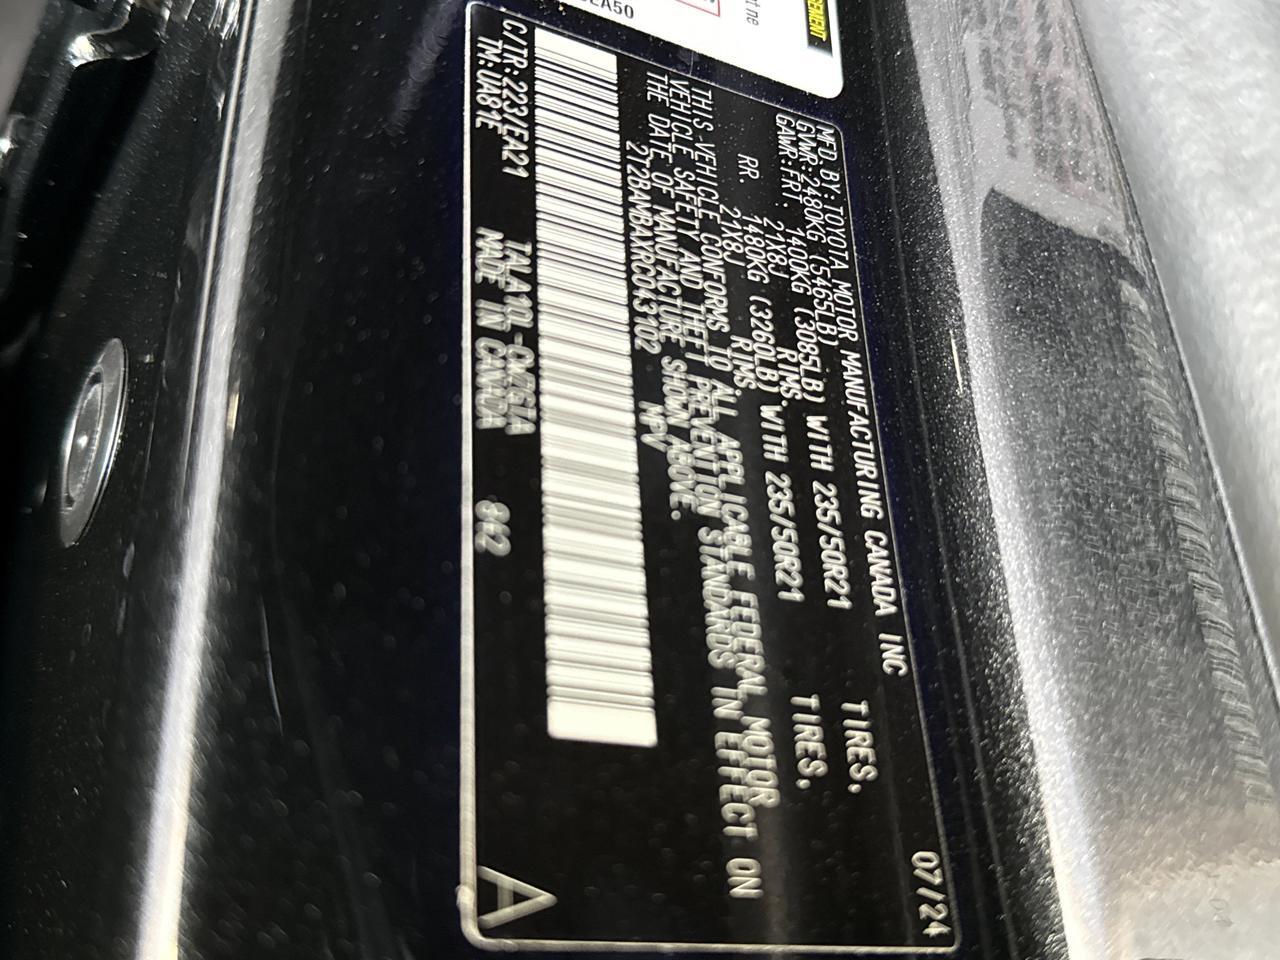 MFD. BY: TOYOTA MOTOR MANUFACTURING CANADA INC 07/24
GVWR: 2480KG (5465LB)
GAWR: FRT. 1400KG (3085LB) WITH 235/50R21 TIRES,
21X8J RIMS.
RR. 1480KG (3260LB) WITH 235/50R21 TIRES,
21X8J RIMS.
THIS VEHICLE CONFORMS TO ALL APPLICABLE FEDERAL MOTOR
VEHICLE SAFETY AND THEFT PREVENTION STANDARDS IN EFFECT ON
THE DATE OF MANUFACTURE SHOWN ABOVE.
2T2BAMBAXRC043102 MPV
C/TR: 223/EA21
TM: UA81E MADE IN CANADA 862
A